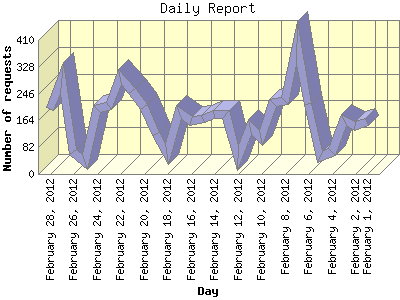 Daily Report
Number of requests
410
328
246
164
82
0
February 28, 2012
February 26, 2012
February 24, 2012
February 22, 2012
February 20, 2012
February 18, 2012
February 16, 2012
February 14, 2012
February 12, 2012
February 10, 2012
February 8, 2012
February 6, 2012
February 4, 2012
February 2, 2012
February 1, 2012
Day